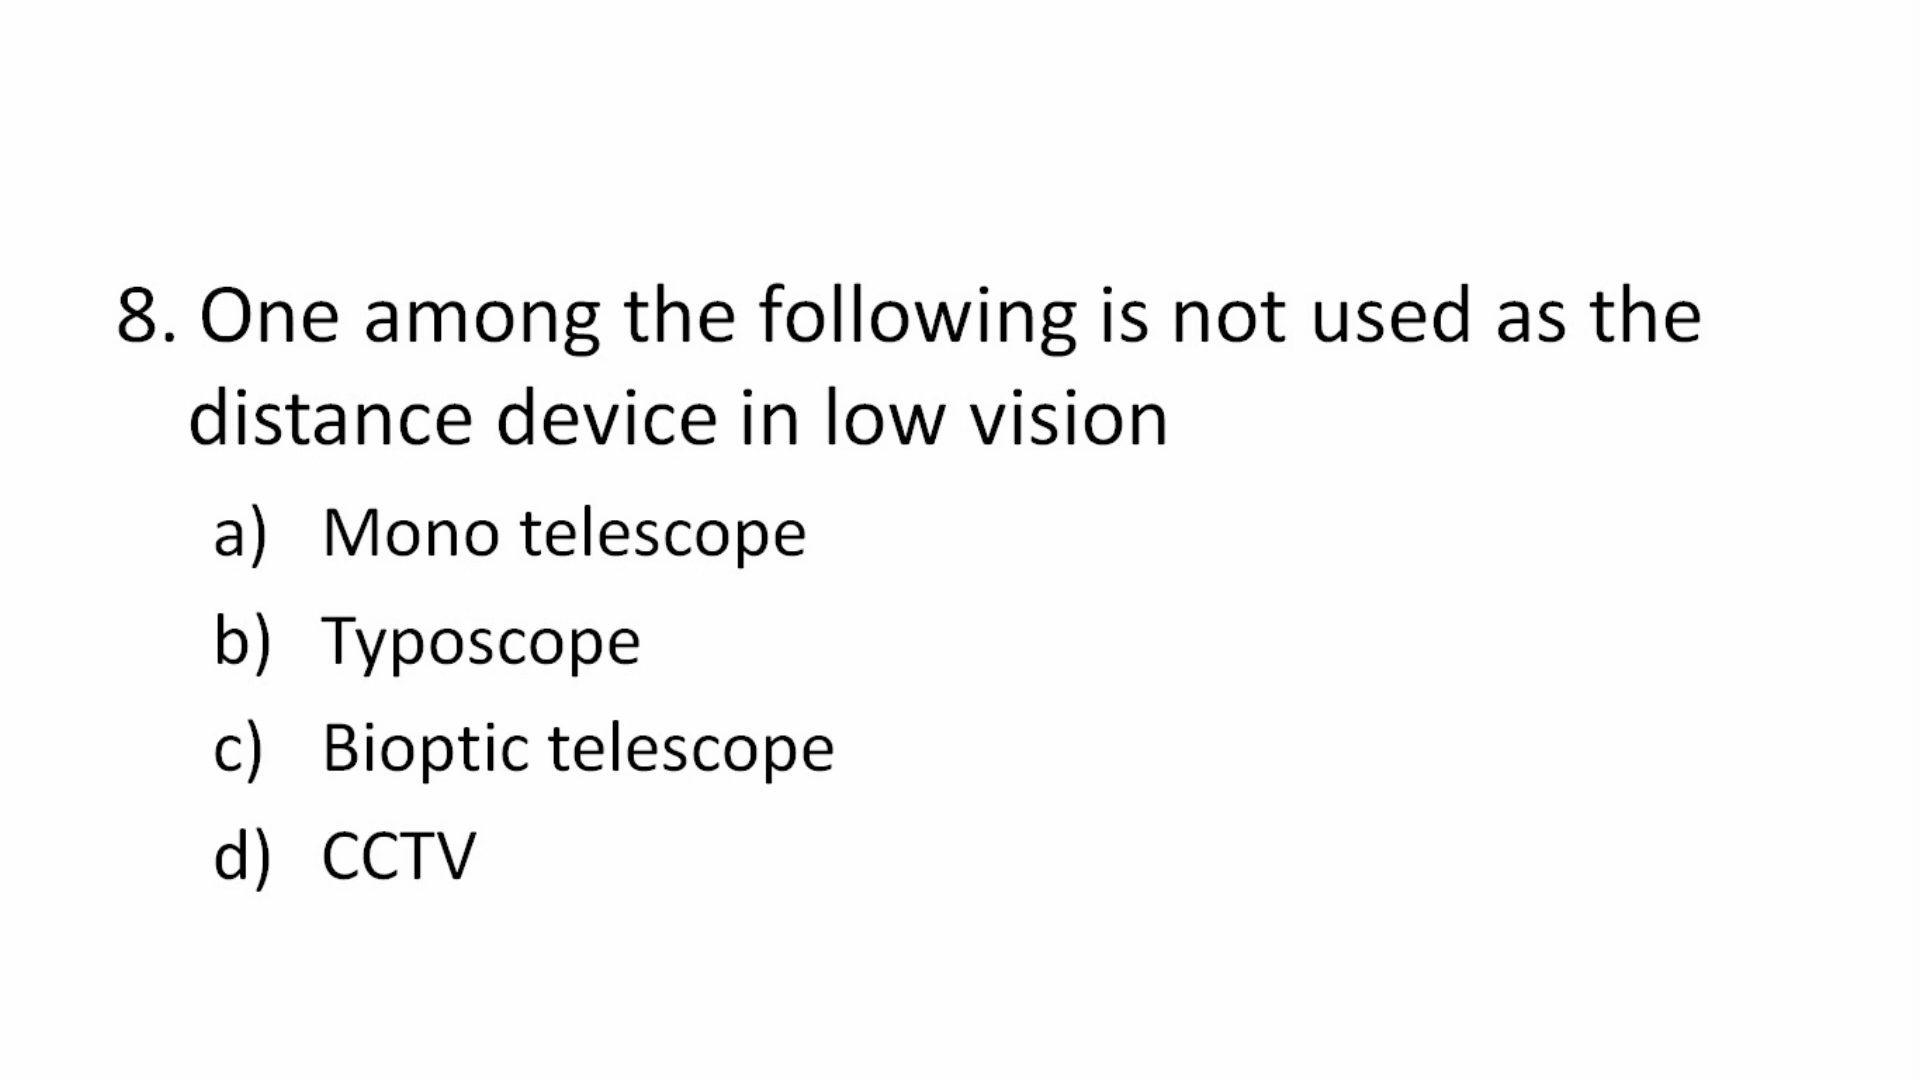 8. One among the following is not used as the
distance device in low vision
a) Mono telescope
b) Typoscope
c) Bioptic telescope
d) CCTV